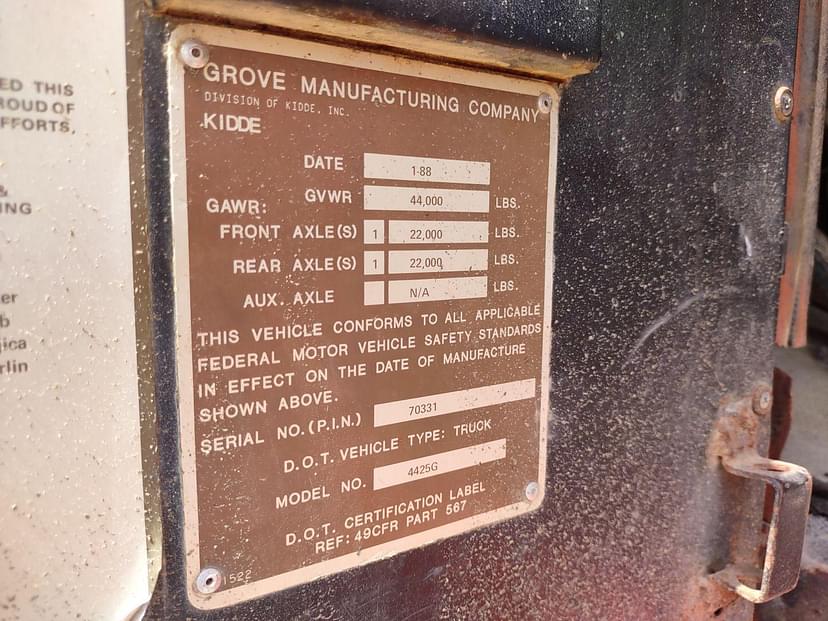 ED THIS
ROUD OF
FFORTS.
&
ING
er
b
jica
rlin
GROVE MANUFACTURING COMPANY
DIVISION OF KIDDE, INC.
KIDDE
DATE 1-88
GVWR 44,000 LBS.
GAWR:
FRONT AXLE(S) 1 22,000 LBS.
REAR AXLE(S) 1 22,000 LBS.
AUX. AXLE N/A LBS.
THIS VEHICLE CONFORMS TO ALL APPLICABLE
FEDERAL MOTOR VEHICLE SAFETY STANDARDS
IN EFFECT ON THE DATE OF MANUFACTURE
SHOWN ABOVE.
SERIAL NO.(P.I.N.) 70331
D.O.T. VEHICLE TYPE: TRUCK
MODEL NO. 4425G
D.O.T. CERTIFICATION LABEL
REF: 49CFR PART 567
1522